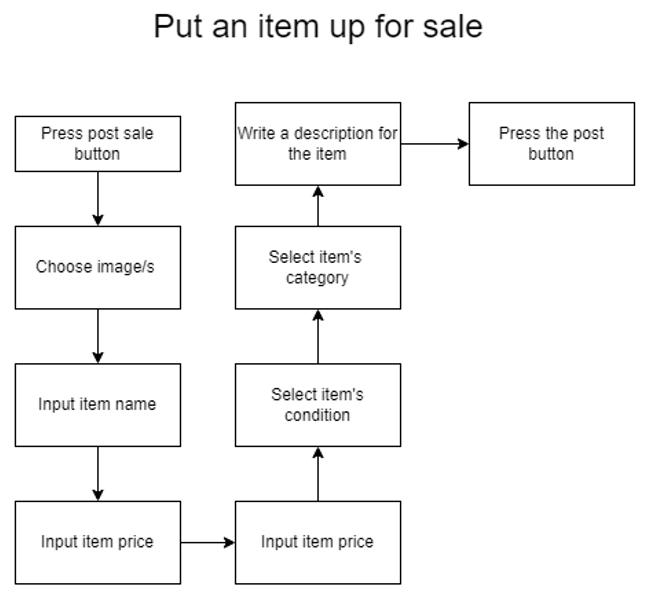 Put an item up for sale
Press post sale
button
Choose image/s
Input item name
Input item price
Input item price
Select item's
condition
Select item's
category
Write a description for
the item
Press the post
button